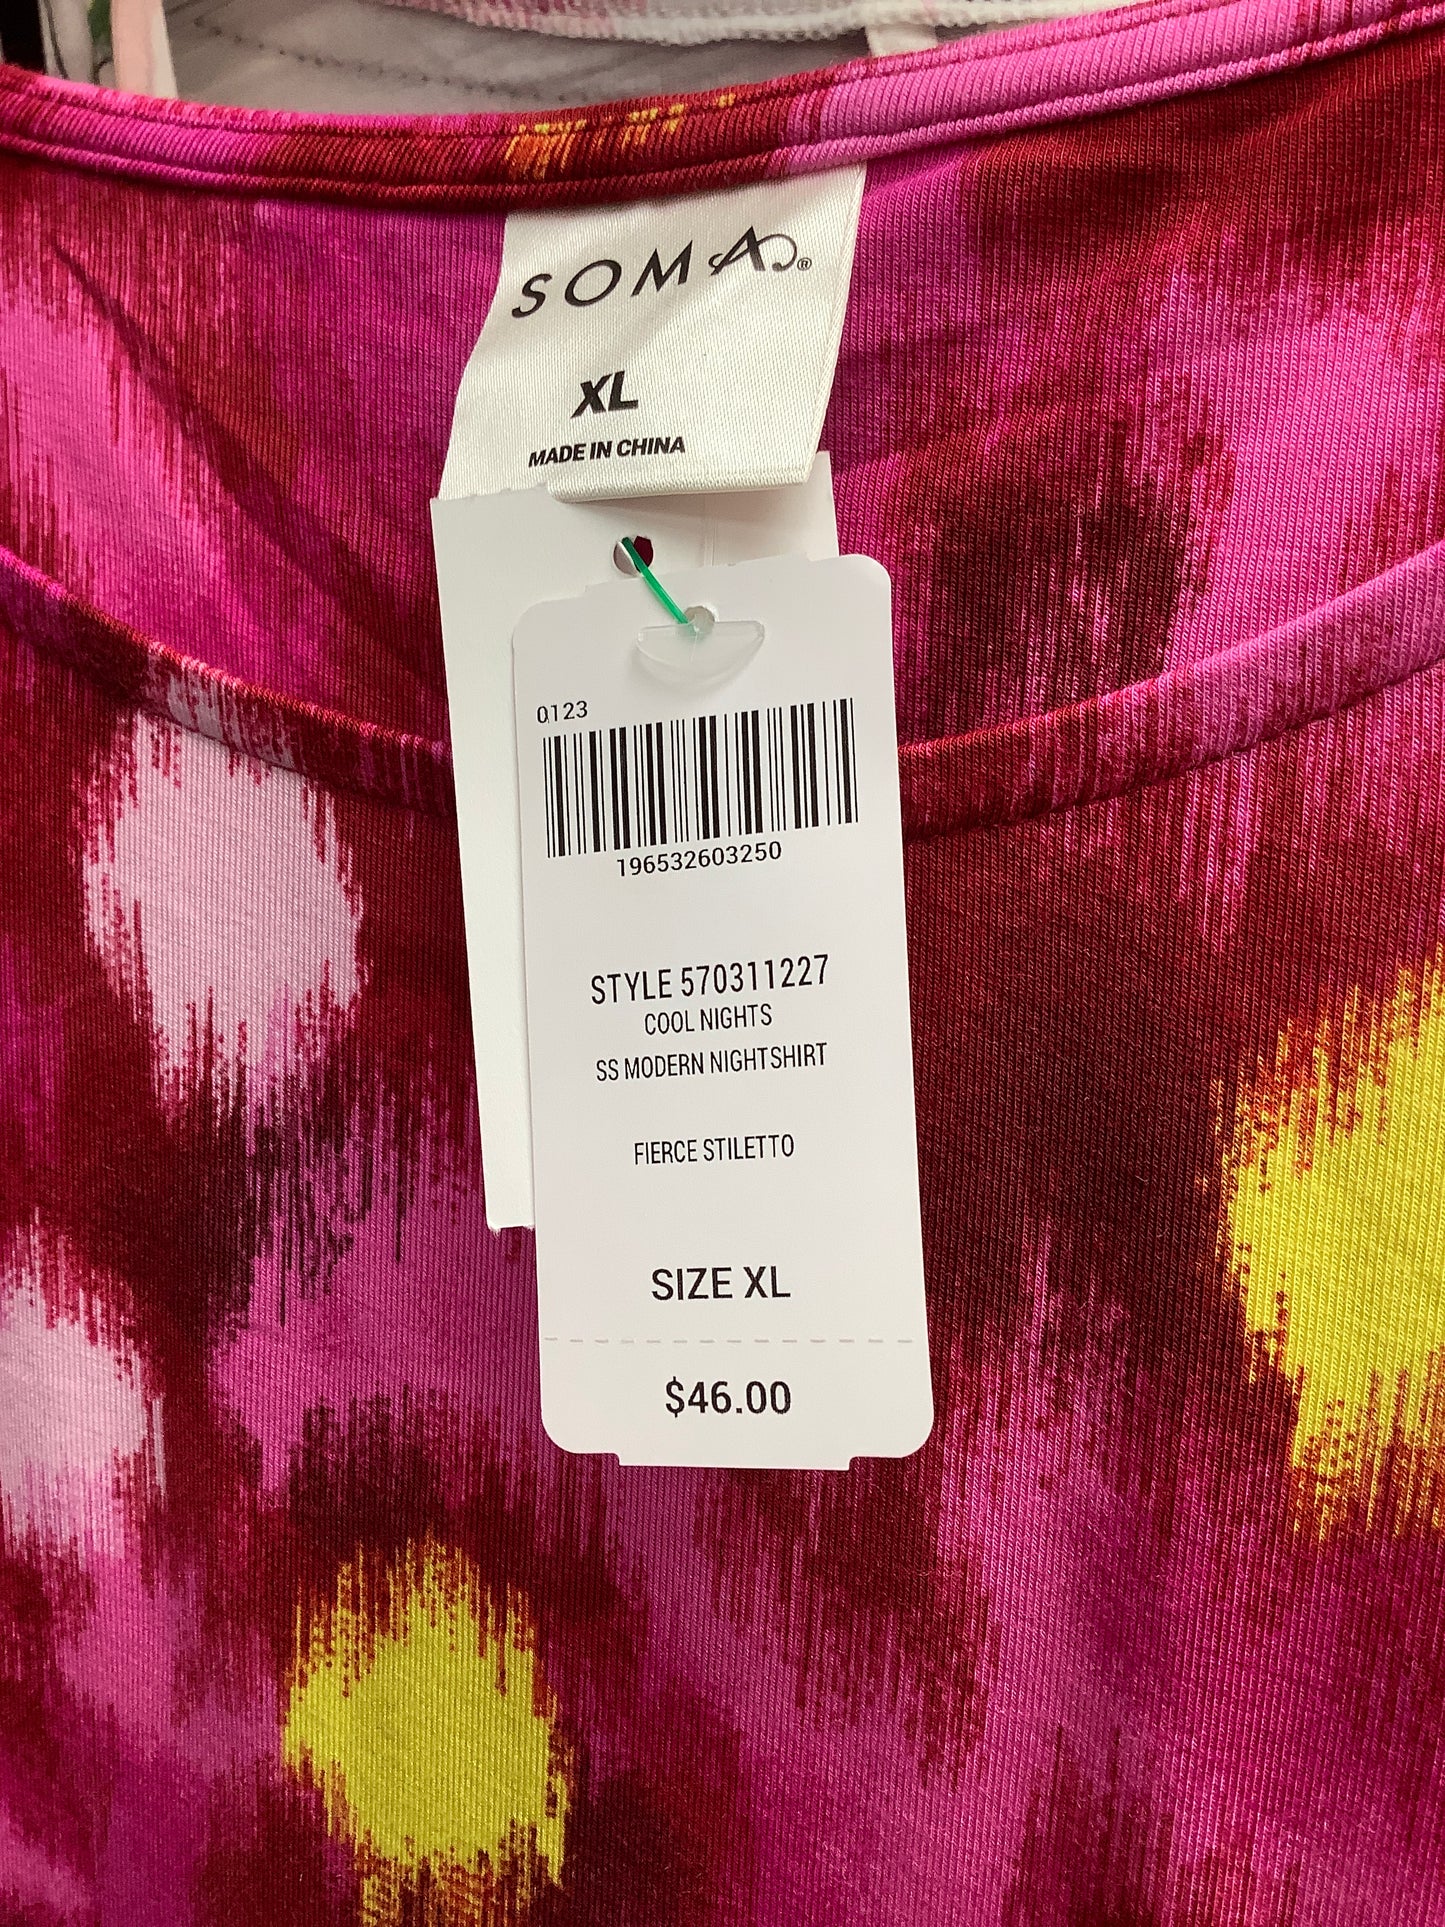 SOMA®
XL
MADE IN CHINA
0123
196532603250
STYLE 570311227
COOL NIGHTS
SS MODERN NIGHTSHIRT
FIERCE STILETTO
SIZE XL
$46.00